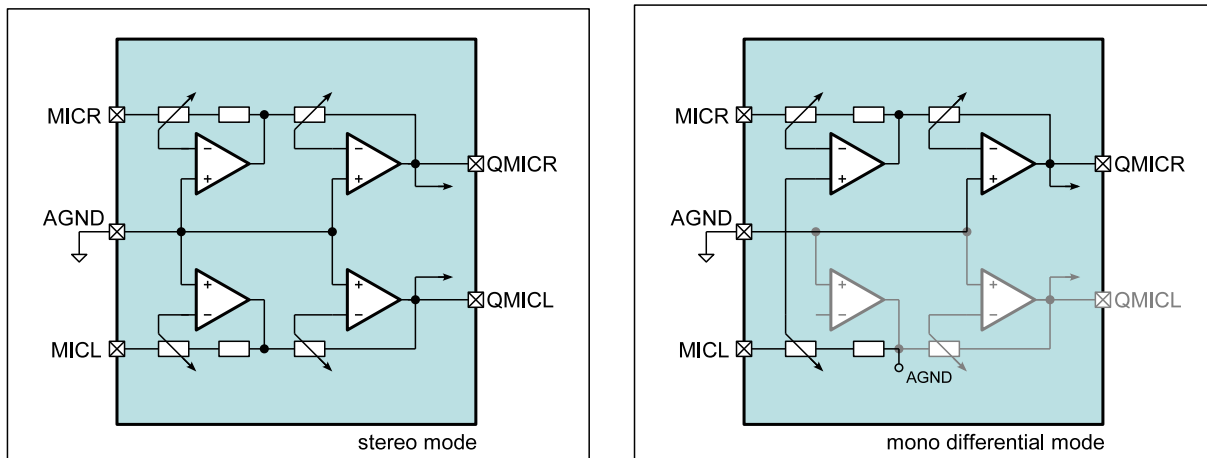 MICR
QMICR
AGND
QMICL
MICL
stereo mode
MICR
QMICR
AGND
QMICL
MICL
AGND
mono differential mode